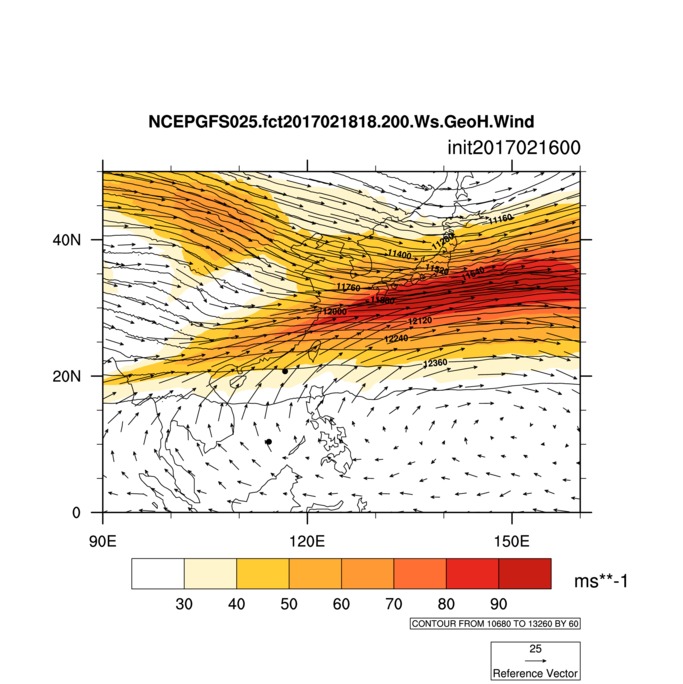 NCEPGFS025.fct2017021818.200.Ws.GeoH.Wind
init2017021600
40N
20N
0
90E 120E 150E
11160
11280
11400
11520
11640
11760
11880
12000
12120
12240
12360
30 40 50 60 70 80 90
ms**-1
CONTOUR FROM 10680 TO 13260 BY 60
25
Reference Vector